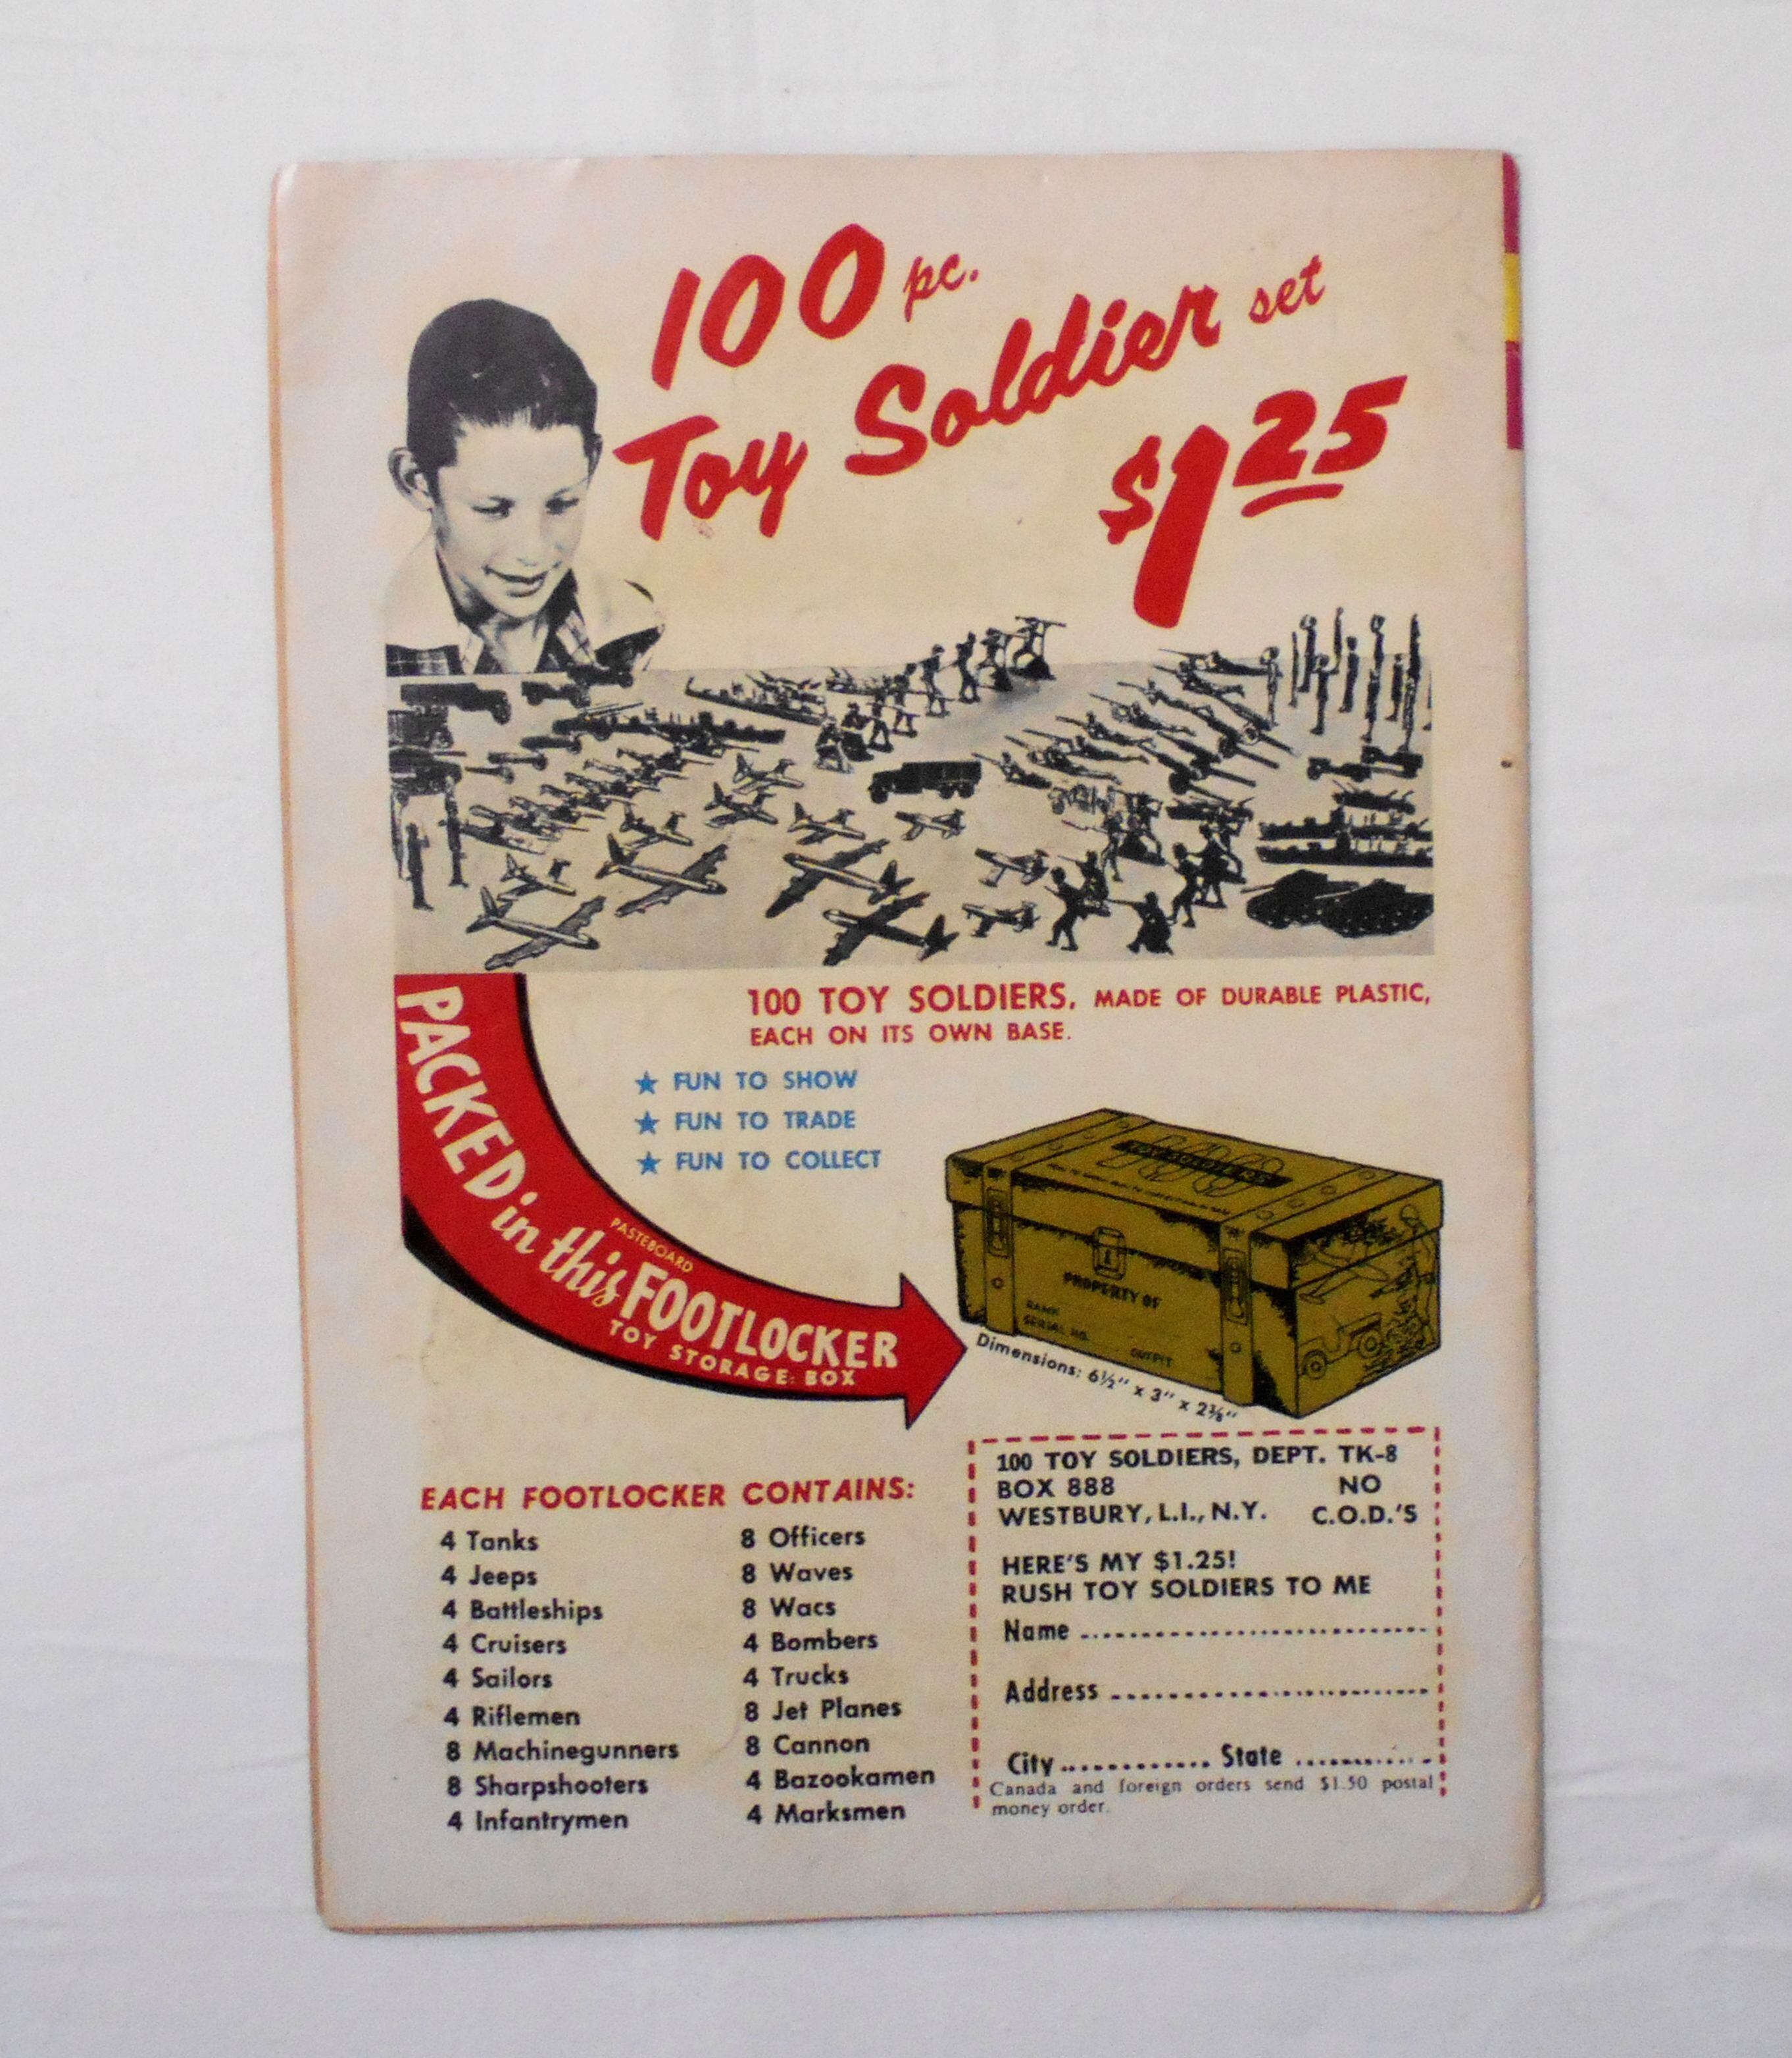 100 pc.
Toy Soldier set
$1.25
100 TOY SOLDIERS, MADE OF DURABLE PLASTIC,
EACH ON ITS OWN BASE.
★ FUN TO SHOW
★ FUN TO TRADE
★ FUN TO COLLECT
PACKED in this PASTEBOARD FOOTLOCKER
TOY STORAGE BOX
100
PROPERTY OF
RANK
SERIAL NO.
OUTFIT
Dimensions: 6½" x 3" x 2⅛"
EACH FOOTLOCKER CONTAINS:
4 Tanks
4 Jeeps
4 Battleships
4 Cruisers
4 Sailors
4 Riflemen
8 Machinegunners
8 Sharpshooters
4 Infantrymen
8 Officers
8 Waves
8 Wacs
4 Bombers
4 Trucks
8 Jet Planes
8 Cannon
4 Bazookamen
4 Marksmen
100 TOY SOLDIERS, DEPT. TK-8
BOX 888 NO
WESTBURY, L.I., N.Y. C.O.D.'S
HERE'S MY $1.25!
RUSH TOY SOLDIERS TO ME
Name
Address
City State
Canada and foreign orders send $1.50 postal
money order.